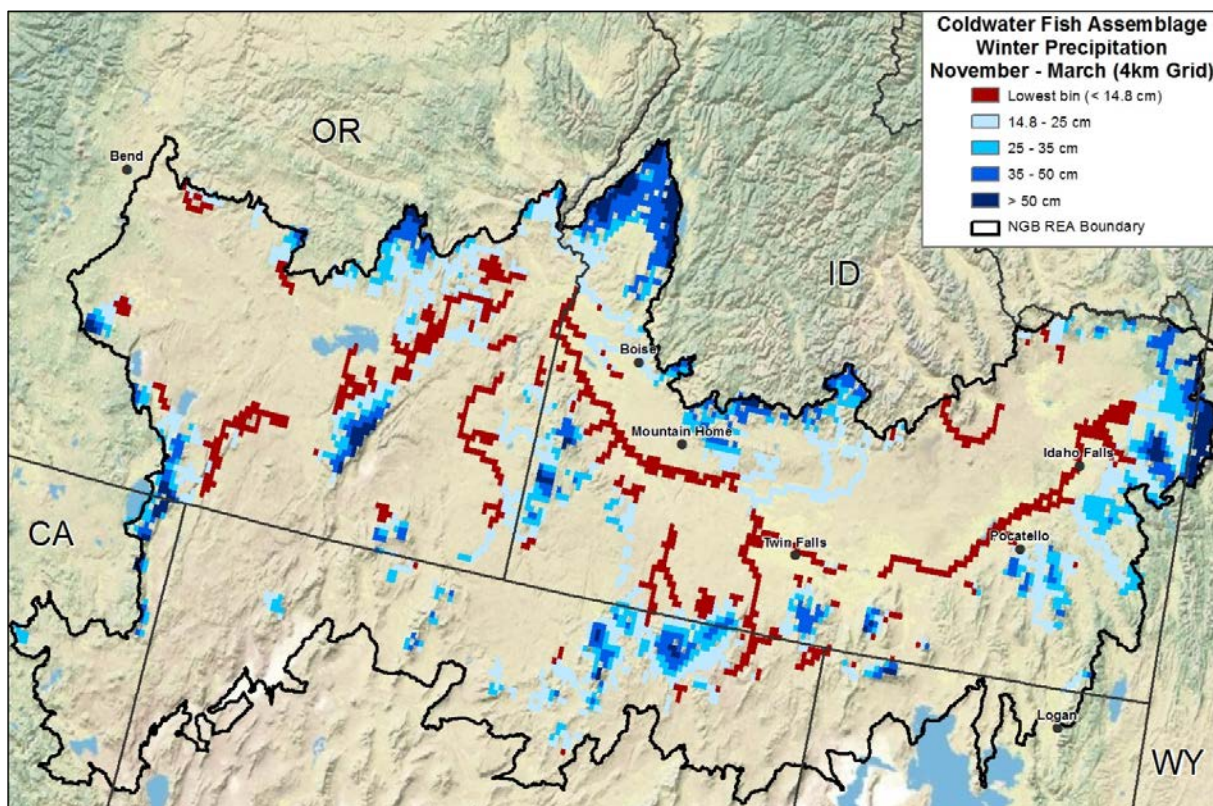 Coldwater Fish Assemblage
Winter Precipitation
November - March (4km Grid)
Lowest bin (< 14.8 cm)
14.8 - 25 cm
25 - 35 cm
35 - 50 cm
> 50 cm
NGB REA Boundary
OR
Bend
ID
Boise
Mountain Home
Idaho Falls
CA
Twin Falls
Pocatello
Logan
WY